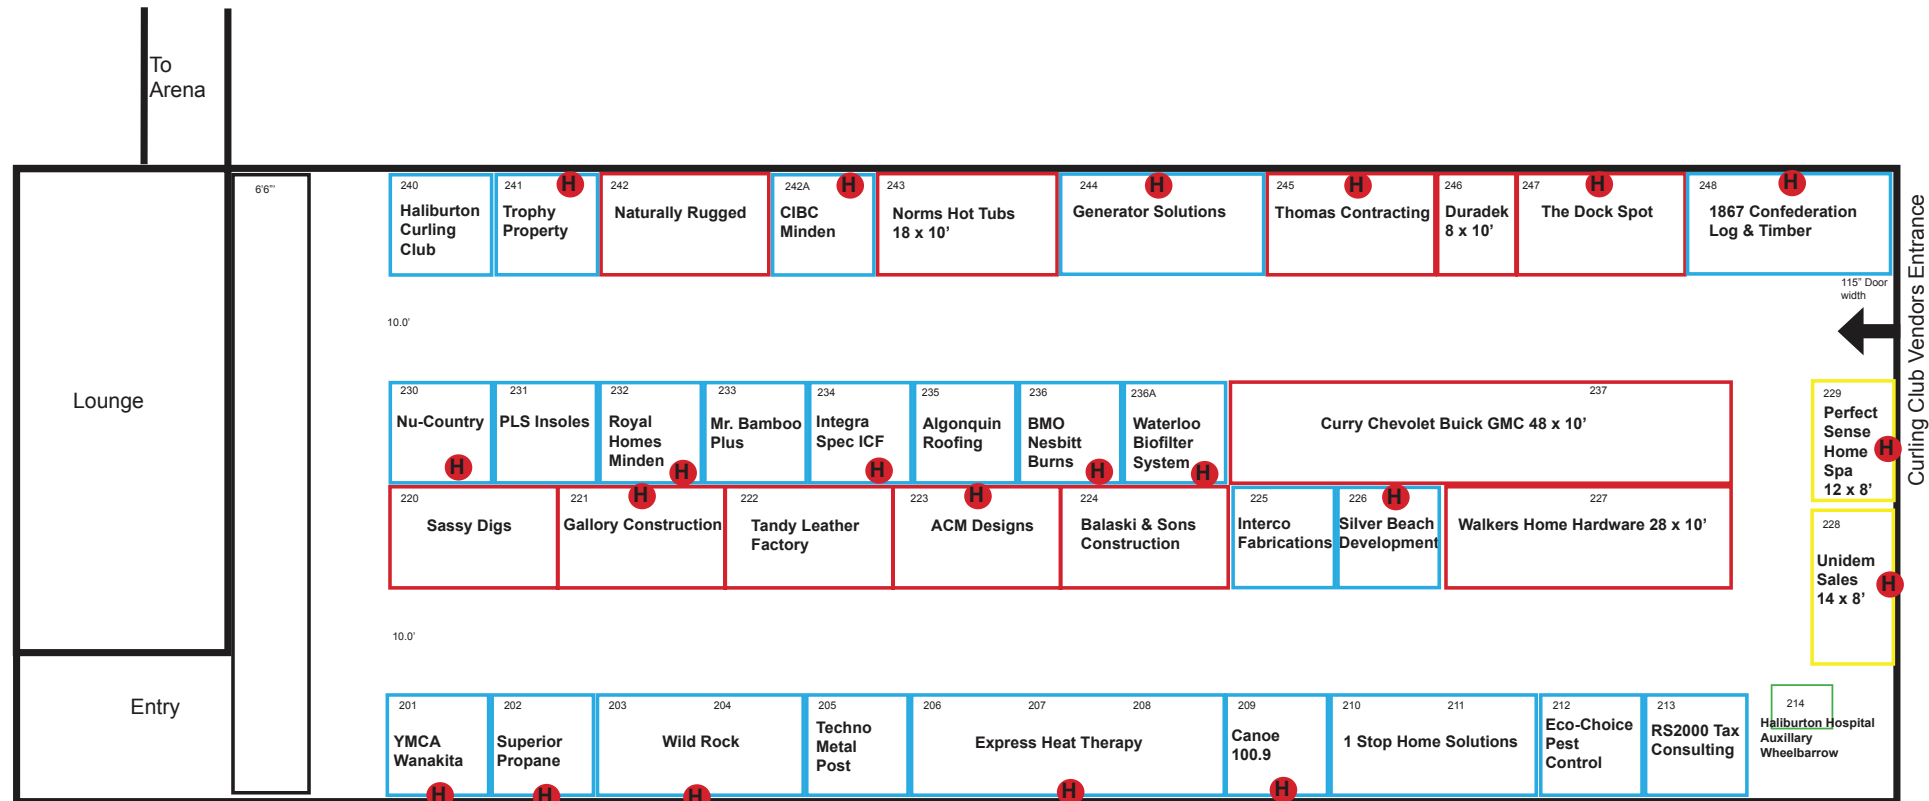 To
Arena
6'6"'
240
Haliburton
Curling
Club
241
H
Trophy
Property
242
Naturally Rugged
242A
H
CIBC
Minden
243
Norms Hot Tubs
18 x 10’
244
H
Generator Solutions
245
H
Thomas Contracting
246
Duradek
8 x 10’
247
H
The Dock Spot
248
H
1867 Confederation
Log & Timber
115” Door
width
Curling Club Vendors Entrance
10.0’
Lounge
230
Nu-Country
H
231
PLS Insoles
232
Royal
Homes
Minden
H
233
Mr. Bamboo
Plus
234
Integra
Spec ICF
H
235
Algonquin
Roofing
236
BMO
Nesbitt
Burns
H
236A
Waterloo
Biofilter
System
H
237
Curry Chevolet Buick GMC 48 x 10’
229
Perfect
Sense
Home
Spa
12 x 8’
H
220
Sassy Digs
221
H
Gallory Construction
222
Tandy Leather
Factory
223
H
ACM Designs
224
Balaski & Sons
Construction
225
Interco
Fabrications
226
H
Silver Beach
Development
227
Walkers Home Hardware 28 x 10’
228
Unidem
Sales
14 x 8’
H
10.0’
Entry
201
YMCA
Wanakita
H
202
Superior
Propane
H
203
204
Wild Rock
H
205
Techno
Metal
Post
206
207
208
Express Heat Therapy
H
209
Canoe
100.9
H
210
211
1 Stop Home Solutions
212
Eco-Choice
Pest
Control
213
RS2000 Tax
Consulting
214
Haliburton Hospital
Auxillary
Wheelbarrow